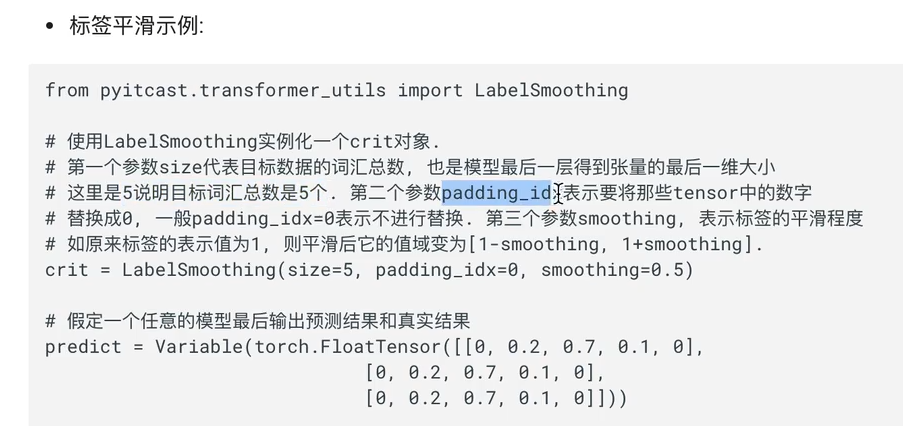 • 标签平滑示例:
from pyitcast.transformer_utils import LabelSmoothing
# 使用LabelSmoothing实例化一个crit对象.
# 第一个参数size代表目标数据的词汇总数, 也是模型最后一层得到张量的最后一维大小
# 这里是5说明目标词汇总数是5个. 第二个参数padding_idx表示要将那些tensor中的数字
# 替换成0, 一般padding_idx=0表示不进行替换. 第三个参数smoothing, 表示标签的平滑程度
# 如原来标签的表示值为1, 则平滑后它的值域变为[1-smoothing, 1+smoothing].
crit = LabelSmoothing(size=5, padding_idx=0, smoothing=0.5)
# 假定一个任意的模型最后输出预测结果和真实结果
predict = Variable(torch.FloatTensor([[0, 0.2, 0.7, 0.1, 0],
[0, 0.2, 0.7, 0.1, 0],
[0, 0.2, 0.7, 0.1, 0]]))